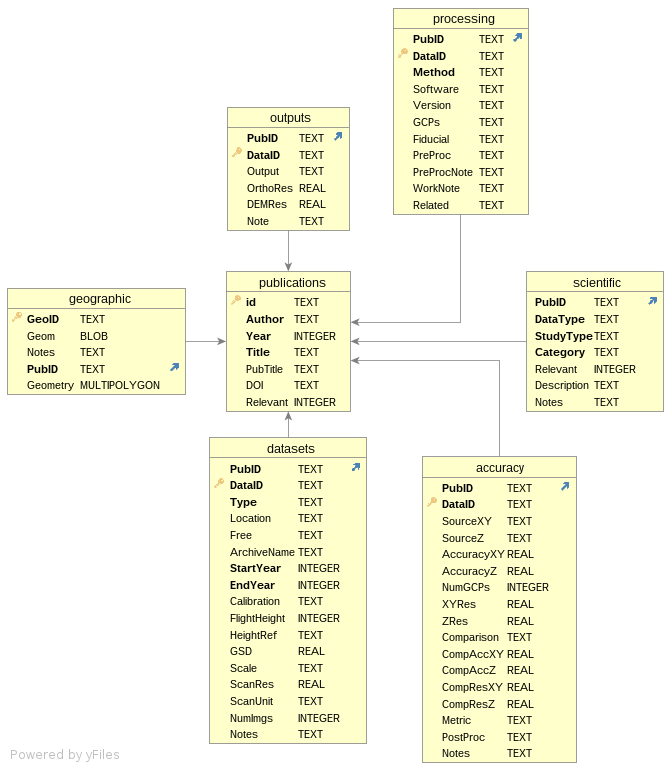 processing
PubID TEXT
DataID TEXT
Method TEXT
Software TEXT
Version TEXT
GCPs TEXT
Fiducial TEXT
PreProc TEXT
PreProcNote TEXT
WorkNote TEXT
Related TEXT
outputs
PubID TEXT
DataID TEXT
Output TEXT
OrthoRes REAL
DEMRes REAL
Note TEXT
publications
id TEXT
Author TEXT
Year INTEGER
Title TEXT
PubTitle TEXT
DOI TEXT
Relevant INTEGER
scientific
PubID TEXT
DataType TEXT
StudyType TEXT
Category TEXT
Relevant INTEGER
Description TEXT
Notes TEXT
geographic
GeoID TEXT
Geom BLOB
Notes TEXT
PubID TEXT
Geometry MULTIPOLYGON
datasets
PubID TEXT
DataID TEXT
Type TEXT
Location TEXT
Free TEXT
ArchiveName TEXT
StartYear INTEGER
EndYear INTEGER
Calibration TEXT
FlightHeight INTEGER
HeightRef TEXT
GSD REAL
Scale TEXT
ScanRes REAL
ScanUnit TEXT
NumImgs INTEGER
Notes TEXT
accuracy
PubID TEXT
DataID TEXT
SourceXY TEXT
SourceZ TEXT
AccuracyXY REAL
AccuracyZ REAL
NumGCPs INTEGER
XYRes REAL
ZRes REAL
Comparison TEXT
CompAccXY REAL
CompAccZ REAL
CompResXY REAL
CompResZ REAL
Metric TEXT
PostProc TEXT
Notes TEXT
Powered by yFiles